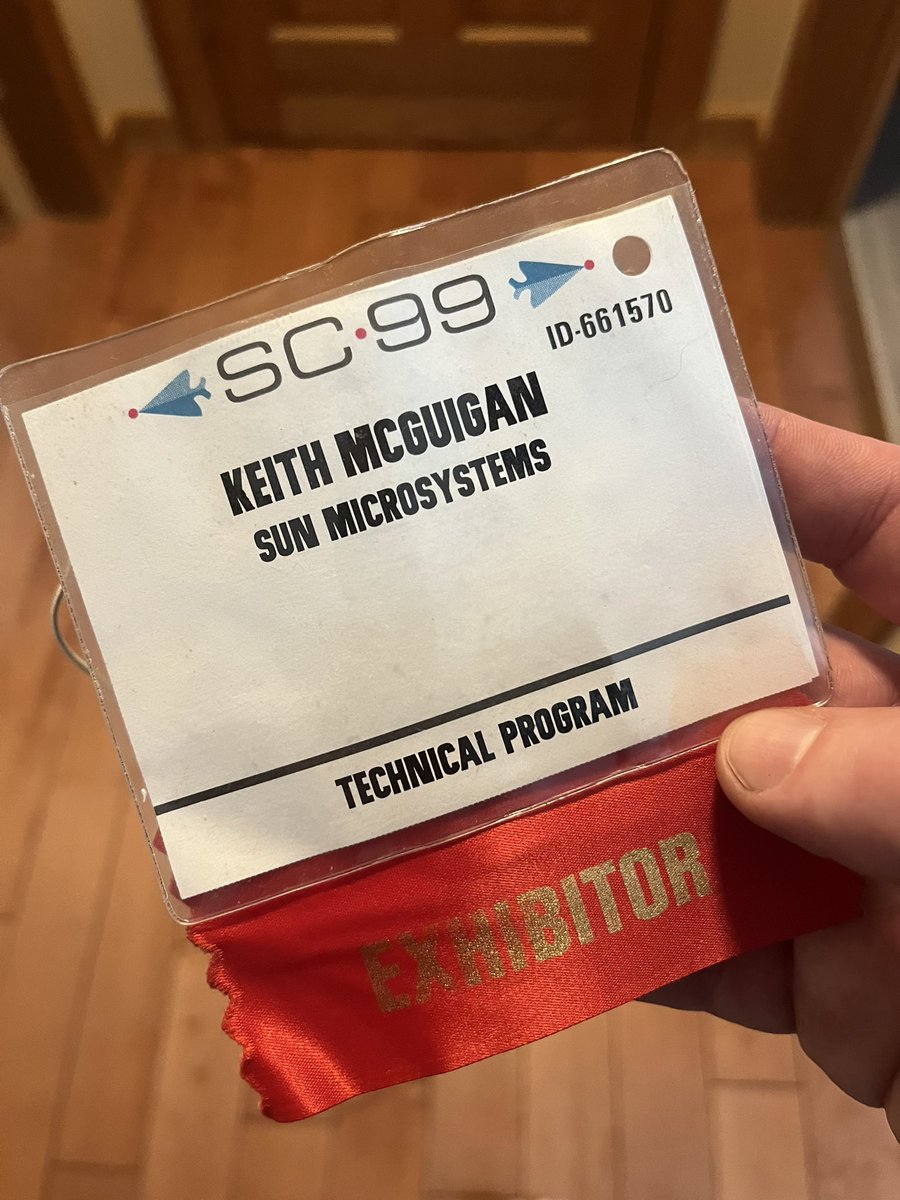 SC·99
ID-661570
KEITH MCGUIGAN
SUN MICROSYSTEMS
TECHNICAL PROGRAM
EXHIBITOR